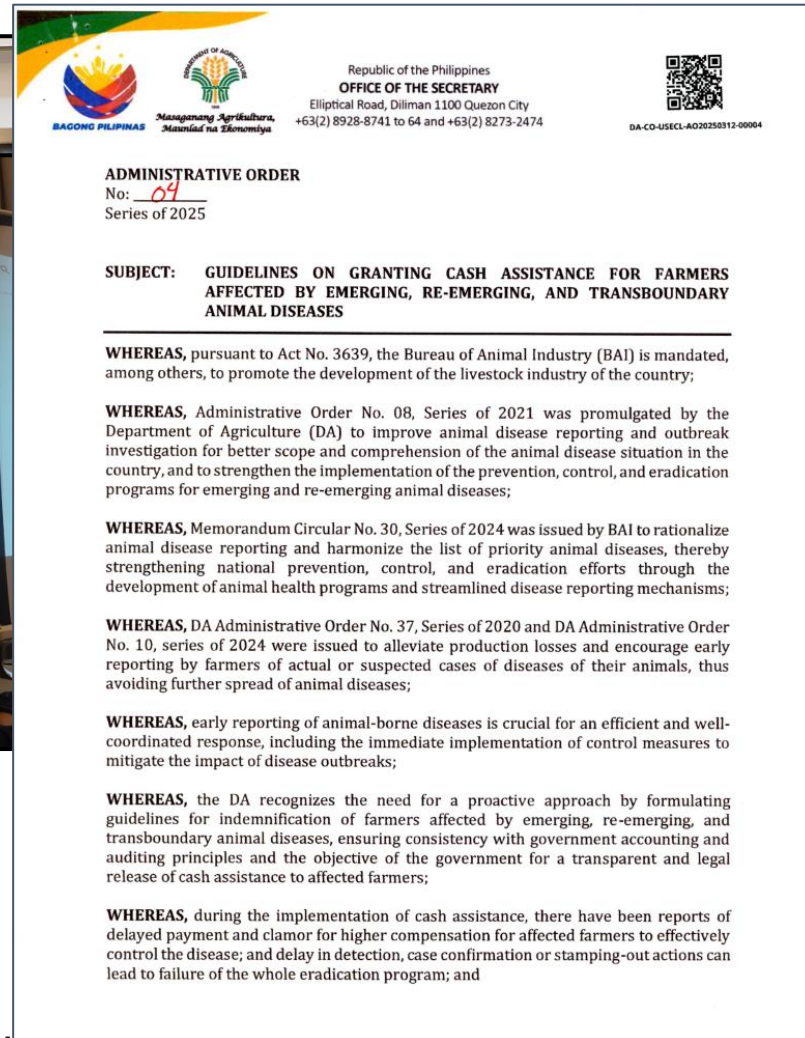 BAGONG PILIPINAS
DEPARTMENT OF AGRICULTURE
Masaganang Agrikultura,
Maunlad na Ekonomiya
Republic of the Philippines
OFFICE OF THE SECRETARY
Elliptical Road, Diliman 1100 Quezon City
+63(2) 8928-8741 to 64 and +63(2) 8273-2474
DA-CO-USECL-AO20250312-00004
ADMINISTRATIVE ORDER
No: 04
Series of 2025
SUBJECT: GUIDELINES ON GRANTING CASH ASSISTANCE FOR FARMERS
AFFECTED BY EMERGING, RE-EMERGING, AND TRANSBOUNDARY
ANIMAL DISEASES
WHEREAS, pursuant to Act No. 3639, the Bureau of Animal Industry (BAI) is mandated,
among others, to promote the development of the livestock industry of the country;
WHEREAS, Administrative Order No. 08, Series of 2021 was promulgated by the
Department of Agriculture (DA) to improve animal disease reporting and outbreak
investigation for better scope and comprehension of the animal disease situation in the
country, and to strengthen the implementation of the prevention, control, and eradication
programs for emerging and re-emerging animal diseases;
WHEREAS, Memorandum Circular No. 30, Series of 2024 was issued by BAI to rationalize
animal disease reporting and harmonize the list of priority animal diseases, thereby
strengthening national prevention, control, and eradication efforts through the
development of animal health programs and streamlined disease reporting mechanisms;
WHEREAS, DA Administrative Order No. 37, Series of 2020 and DA Administrative Order
No. 10, series of 2024 were issued to alleviate production losses and encourage early
reporting by farmers of actual or suspected cases of diseases of their animals, thus
avoiding further spread of animal diseases;
WHEREAS, early reporting of animal-borne diseases is crucial for an efficient and well-
coordinated response, including the immediate implementation of control measures to
mitigate the impact of disease outbreaks;
WHEREAS, the DA recognizes the need for a proactive approach by formulating
guidelines for indemnification of farmers affected by emerging, re-emerging, and
transboundary animal diseases, ensuring consistency with government accounting and
auditing principles and the objective of the government for a transparent and legal
release of cash assistance to affected farmers;
WHEREAS, during the implementation of cash assistance, there have been reports of
delayed payment and clamor for higher compensation for affected farmers to effectively
control the disease; and delay in detection, case confirmation or stamping-out actions can
lead to failure of the whole eradication program; and